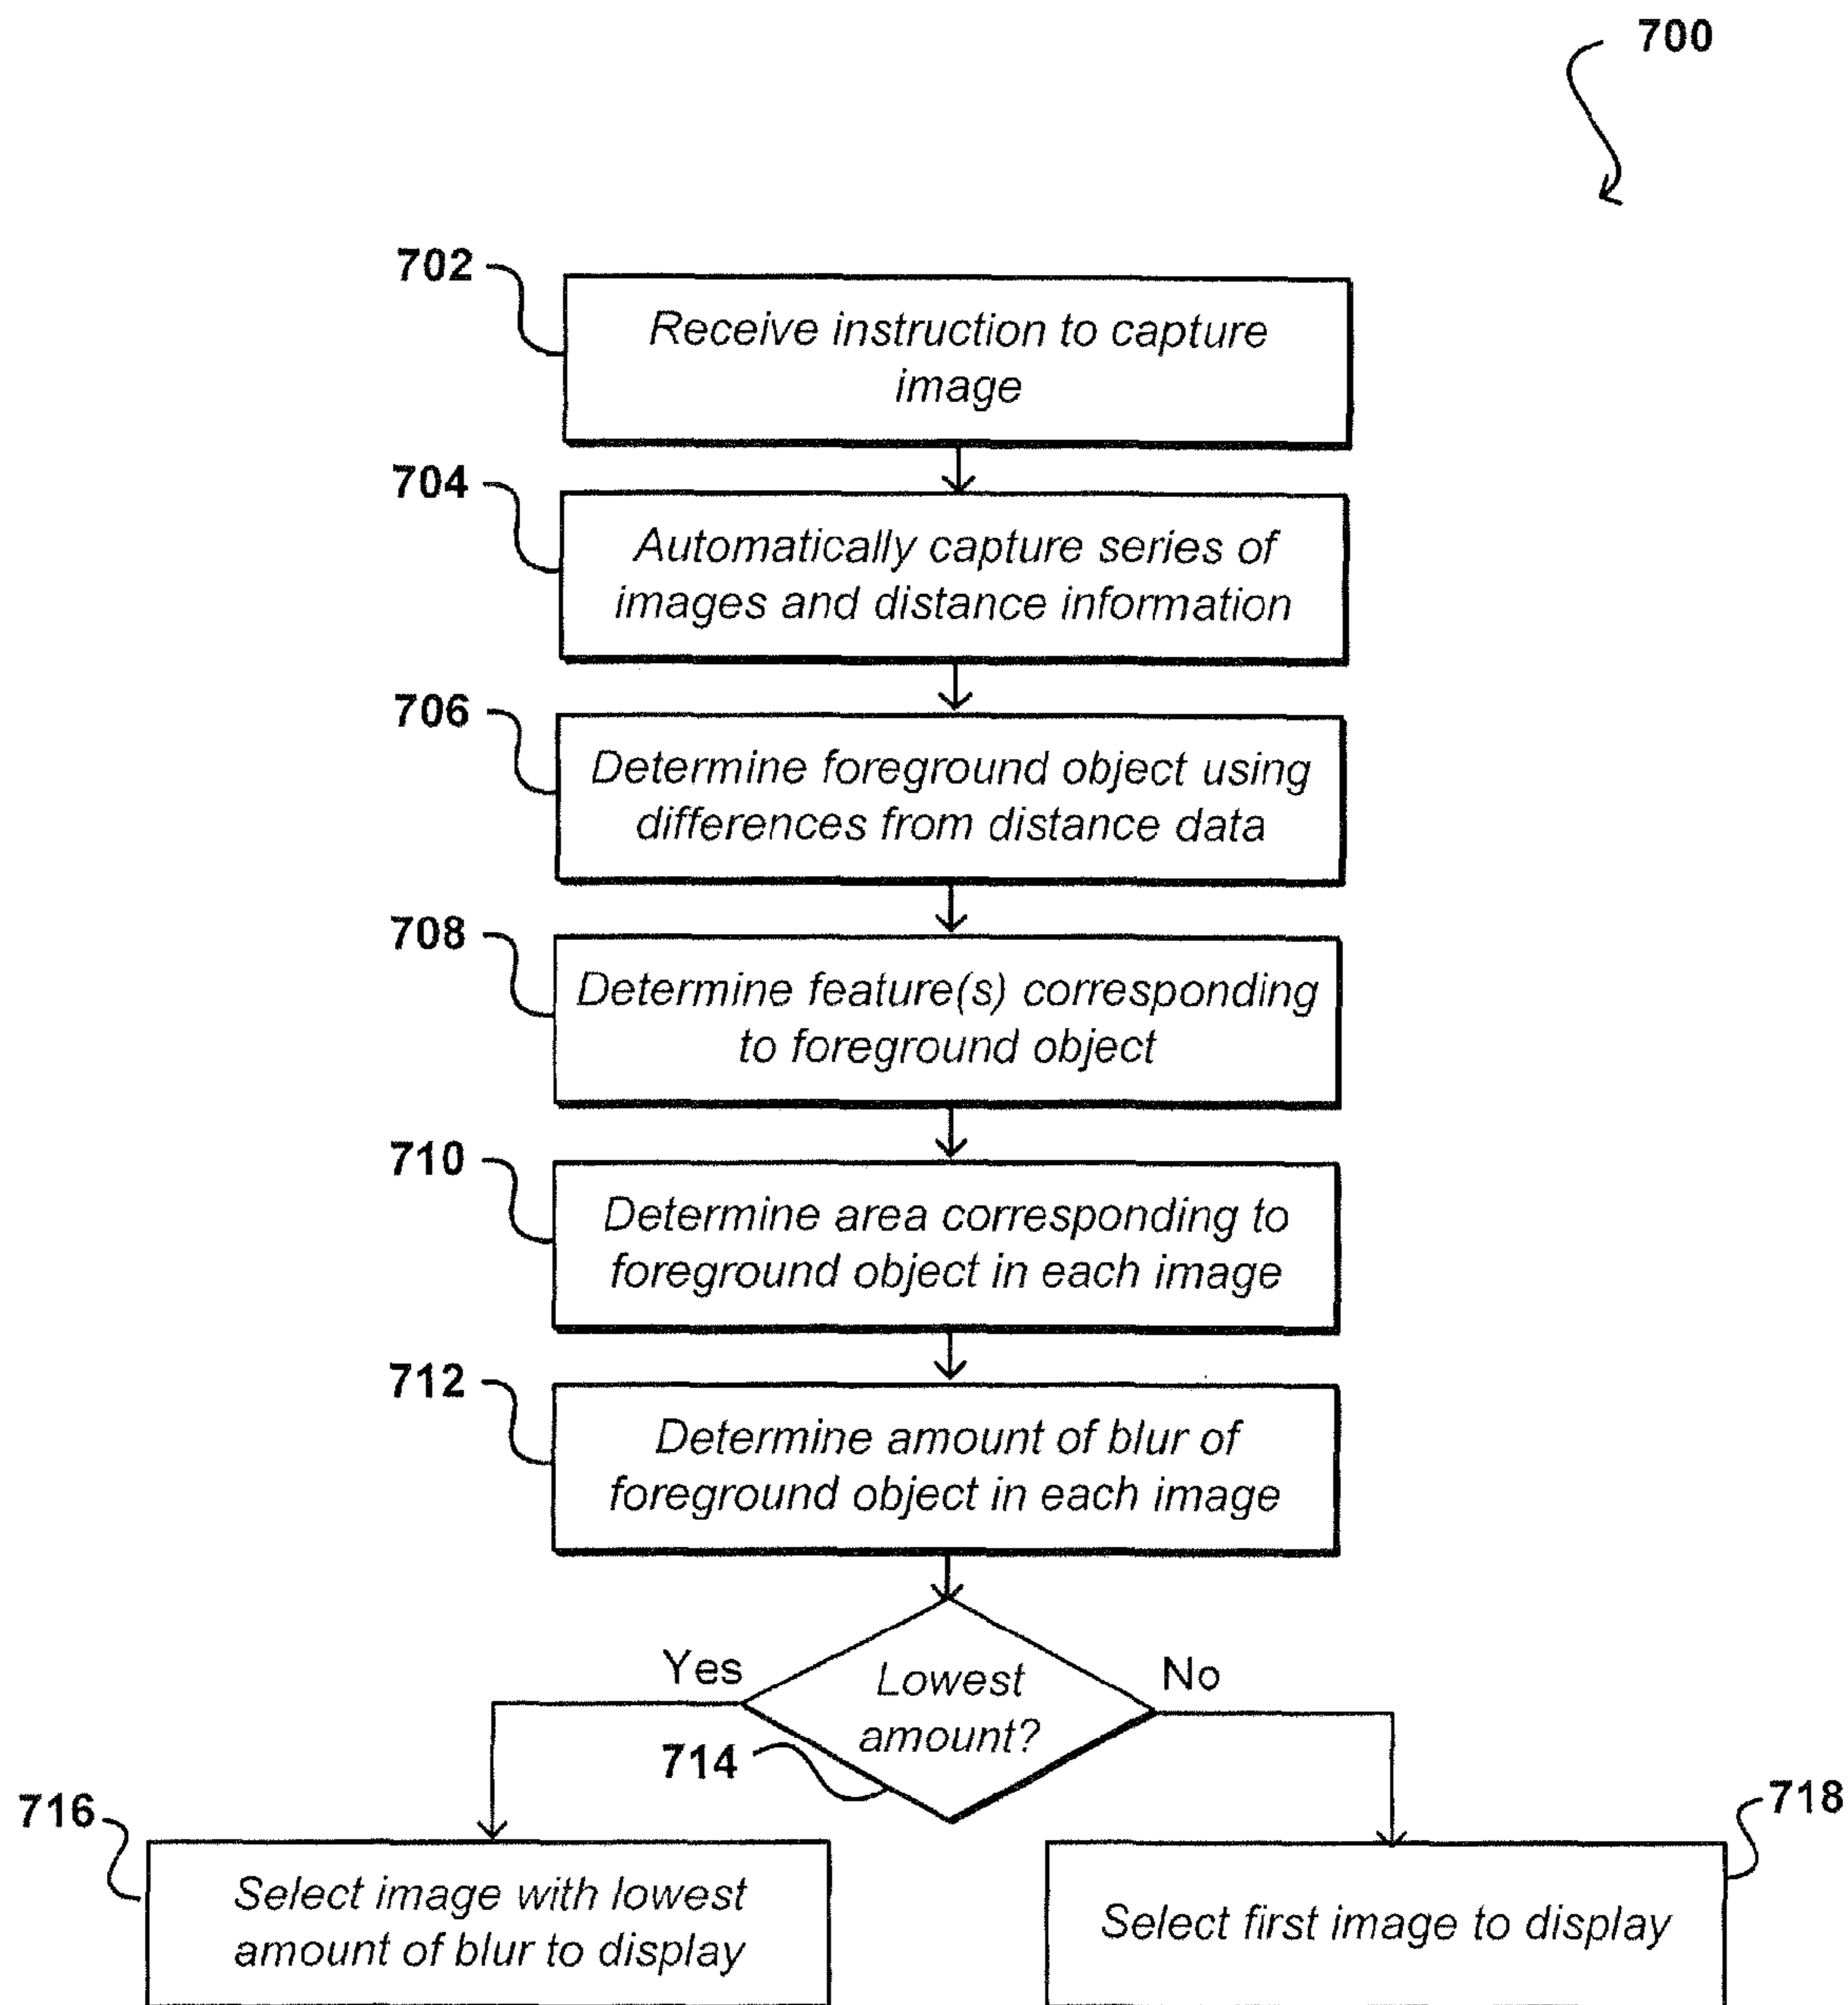 700
702
Receive instruction to capture
image
704
Automatically capture series of
images and distance information
706
Determine foreground object using
differences from distance data
708
Determine feature(s) corresponding
to foreground object
710
Determine area corresponding to
foreground object in each image
712
Determine amount of blur of
foreground object in each image
Yes
Lowest
amount?
No
714
716
Select image with lowest
amount of blur to display
718
Select first image to display